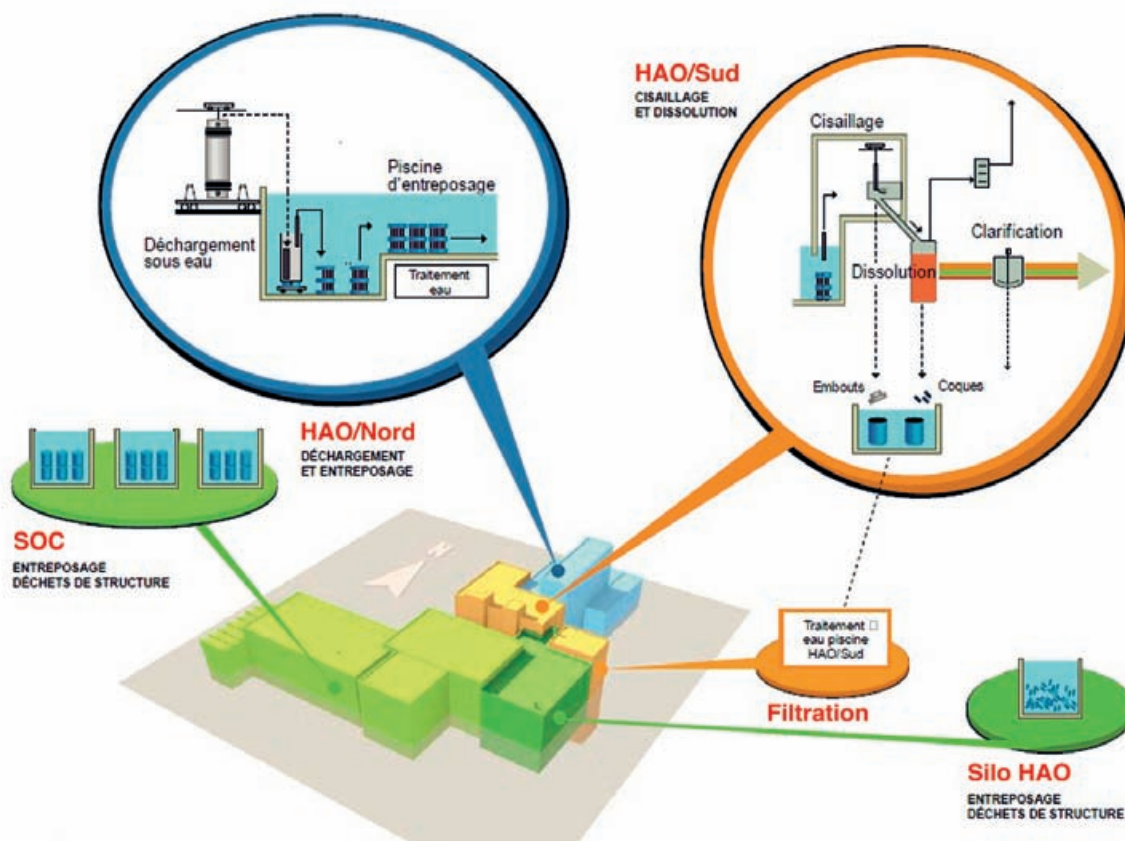 HAO/Sud
CISAILLAGE
ET DISSOLUTION
Cisaillage
Piscine
d'entreposage
Déchargement
sous eau
Traitement
eau
Clarification
Dissolution
Embouts
Coques
HAO/Nord
DÉCHARGEMENT
ET ENTREPOSAGE
SOC
ENTREPOSAGE
DÉCHETS DE STRUCTURE
N
Traitement □
eau piscine
HAO/Sud
Filtration
Silo HAO
ENTREPOSAGE
DÉCHETS DE STRUCTURE